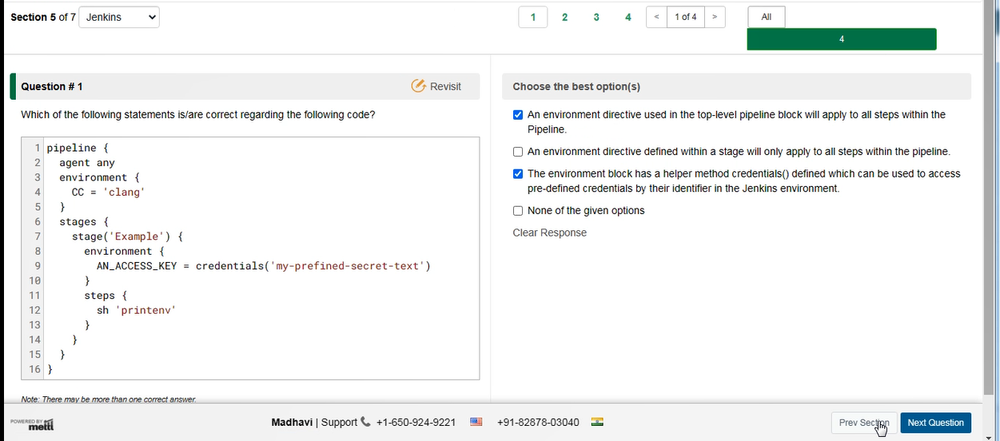 Section 5 of 7 Jenkins
1 2 3 4 < 1 of 4 > All
4
Question # 1
Revisit
Which of the following statements is/are correct regarding the following code?
1 pipeline {
2 agent any
3 environment {
4 CC = 'clang'
5 }
6 stages {
7 stage('Example') {
8 environment {
9 AN_ACCESS_KEY = credentials('my-prefined-secret-text')
10 }
11 steps {
12 sh 'printenv'
13 }
14 }
15 }
16 }
Note: There may be more than one correct answer.
Choose the best option(s)
An environment directive used in the top-level pipeline block will apply to all steps within the
Pipeline.
An environment directive defined within a stage will only apply to all steps within the pipeline.
The environment block has a helper method credentials() defined which can be used to access
pre-defined credentials by their identifier in the Jenkins environment.
None of the given options
Clear Response
POWERED BY
mettl
Madhavi | Support +1-650-924-9221 +91-82878-03040
Prev Section Next Question